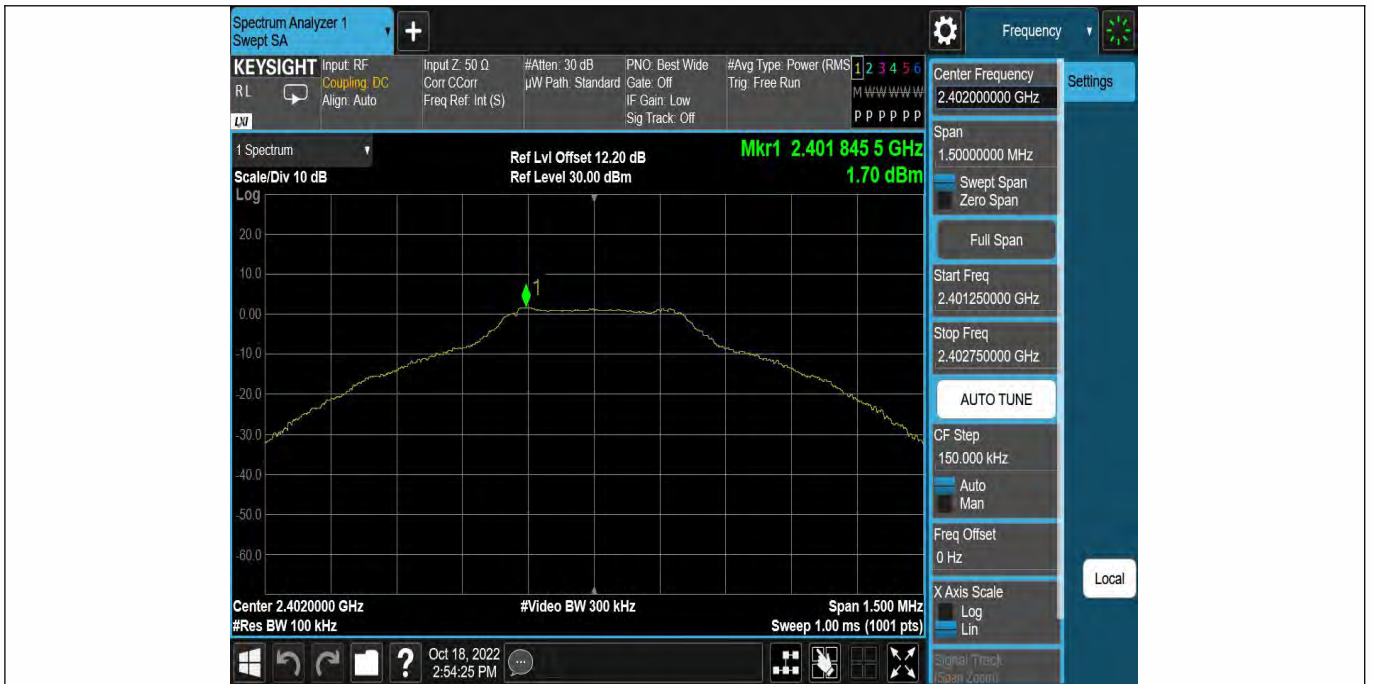 Spectrum Analyzer 1
Swept SA
+
Frequency
KEYSIGHT
RL
LXI
Input: RF
Coupling: DC
Align: Auto
Input Z: 50 Ω
Corr CCorr
Freq Ref: Int (S)
#Atten: 30 dB
µW Path: Standard
PNO: Best Wide
Gate: Off
IF Gain: Low
Sig Track: Off
#Avg Type: Power (RMS
Trig: Free Run
1 2 3 4 5 6
M W W W W W
P P P P P P
1 Spectrum
Scale/Div 10 dB
Log
Ref Lvl Offset 12.20 dB
Ref Level 30.00 dBm
Mkr1 2.401 845 5 GHz
1.70 dBm
20.0
10.0
1
0.00
-10.0
-20.0
-30.0
-40.0
-50.0
-60.0
Center 2.4020000 GHz
#Res BW 100 kHz
#Video BW 300 kHz
Span 1.500 MHz
Sweep 1.00 ms (1001 pts)
Center Frequency
2.402000000 GHz
Settings
Span
1.50000000 MHz
Swept Span
Zero Span
Full Span
Start Freq
2.401250000 GHz
Stop Freq
2.402750000 GHz
AUTO TUNE
CF Step
150.000 kHz
Auto
Man
Freq Offset
0 Hz
X Axis Scale
Log
Lin
Signal Track
(Span Zoom)
Local
?
Oct 18, 2022
2:54:25 PM